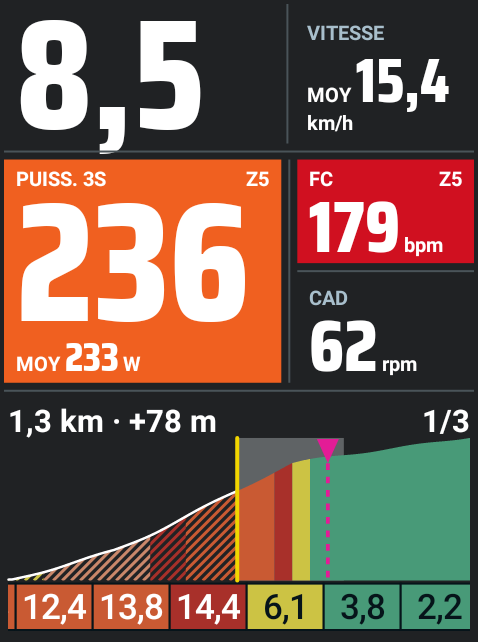 8,5
VITESSE
MOY 15,4
km/h
PUISS. 3S Z5
236
MOY 233 W
FC Z5
179 bpm
CAD
62 rpm
1,3 km · +78 m 1/3
12,4 13,8 14,4 6,1 3,8 2,2